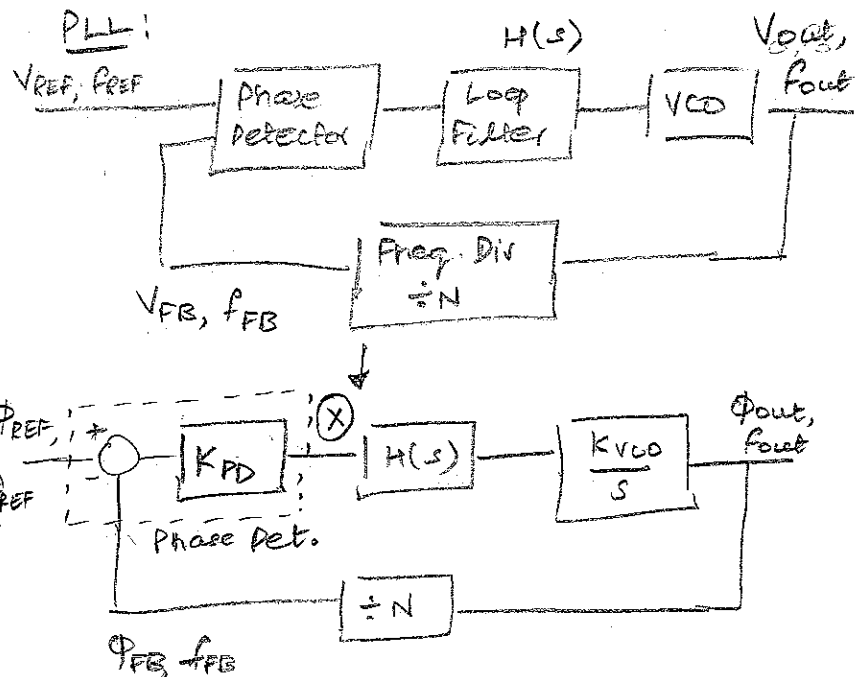 PLL:
H(s)
Vout,
fout
VREF, fREF
Phase
Detector
Loop
Filter
VCO
Freq. Div
÷N
VFB, fFB
ΦREF,
fREF
+
-
KPD
X
H(s)
KVCO
S
Φout,
fout
Phase Det.
÷N
ΦFB, fFB